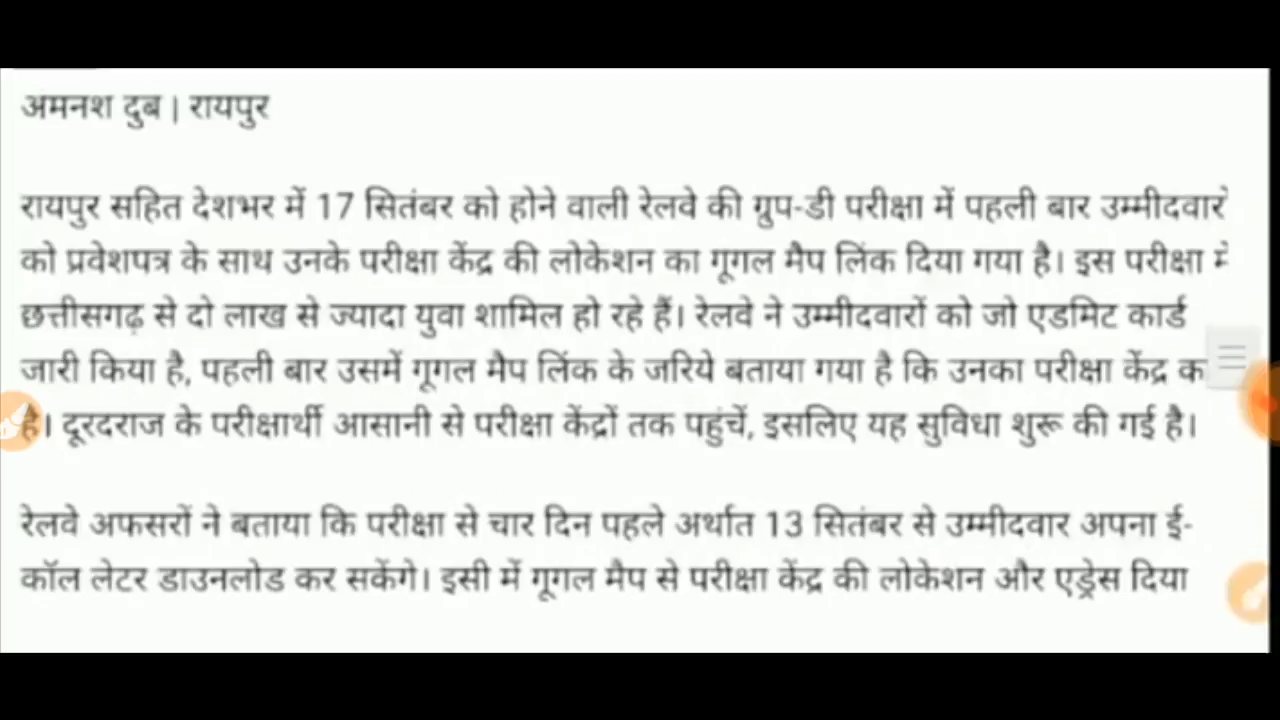 अमनश दुब | रायपुर
रायपुर सहित देशभर में 17 सितंबर को होने वाली रेलवे की ग्रुप-डी परीक्षा में पहली बार उम्मीदवारो
को प्रवेशपत्र के साथ उनके परीक्षा केंद्र की लोकेशन का गूगल मैप लिंक दिया गया है। इस परीक्षा में
छत्तीसगढ़ से दो लाख से ज्यादा युवा शामिल हो रहे हैं। रेलवे ने उम्मीदवारों को जो एडमिट कार्ड
जारी किया है, पहली बार उसमें गूगल मैप लिंक के जरिये बताया गया है कि उनका परीक्षा केंद्र क
है। दूरदराज के परीक्षार्थी आसानी से परीक्षा केंद्रों तक पहुंचें, इसलिए यह सुविधा शुरू की गई है।
रेलवे अफसरों ने बताया कि परीक्षा से चार दिन पहले अर्थात 13 सितंबर से उम्मीदवार अपना ई-
कॉल लेटर डाउनलोड कर सकेंगे। इसी में गूगल मैप से परीक्षा केंद्र की लोकेशन और एड्रेस दिया